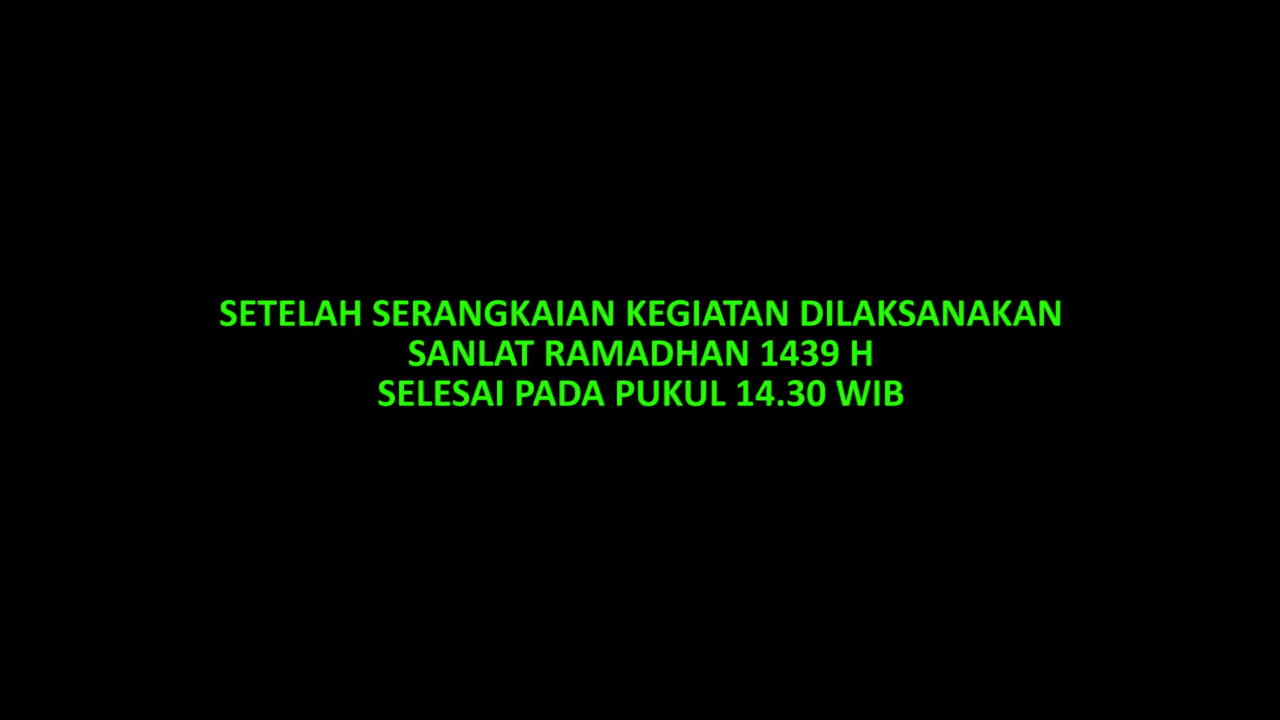 SETELAH SERANGKAIAN KEGIATAN DILAKSANAKAN
SANLAT RAMADHAN 1439 H
SELESAI PADA PUKUL 14.30 WIB